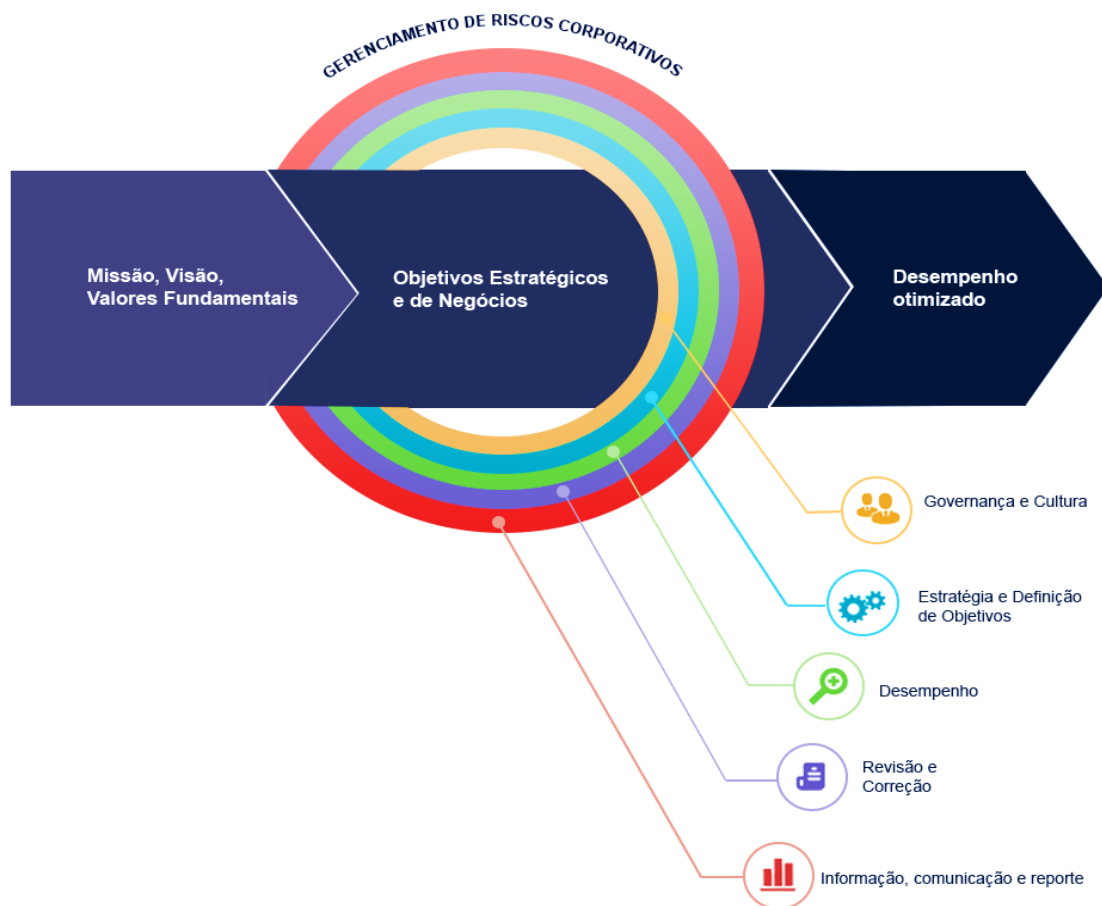 GERENCIAMENTO DE RISCOS CORPORATIVOS
Missão, Visão,
Valores Fundamentais
Objetivos Estratégicos
e de Negócios
Desempenho
otimizado
Governança e Cultura
Estratégia e Definição
de Objetivos
Desempenho
Revisão e
Correção
Informação, comunicação e reporte